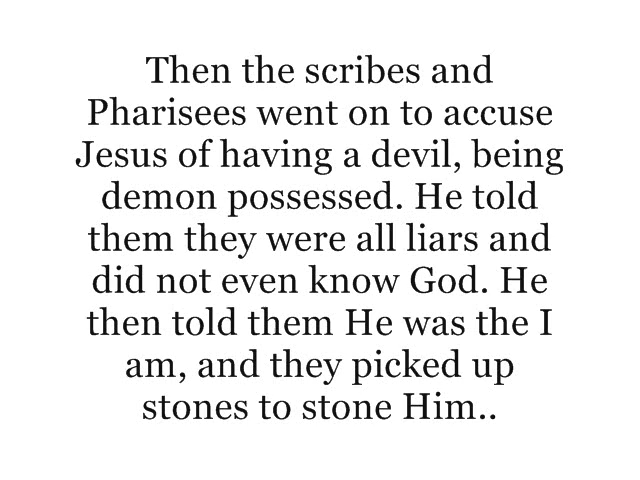 Then the scribes and
Pharisees went on to accuse
Jesus of having a devil, being
demon possessed. He told
them they were all liars and
did not even know God. He
then told them He was the I
am, and they picked up
stones to stone Him..